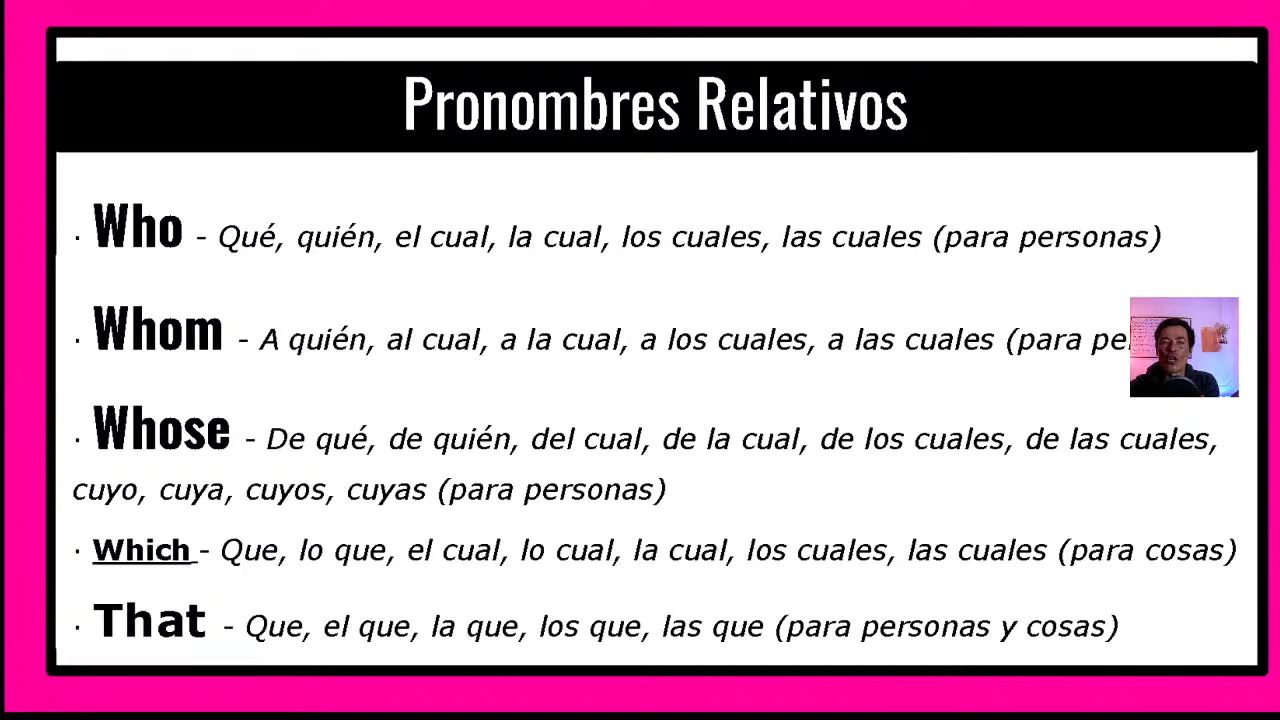 Pronombres Relativos
· Who - Qué, quién, el cual, la cual, los cuales, las cuales (para personas)
· Whom - A quién, al cual, a la cual, a los cuales, a las cuales (para
· Whose - De qué, de quién, del cual, de la cual, de los cuales, de las cuales,
cuyo, cuya, cuyos, cuyas (para personas)
· Which - Que, lo que, el cual, lo cual, la cual, los cuales, las cuales (para cosas)
· That - Que, el que, la que, los que, las que (para personas y cosas)